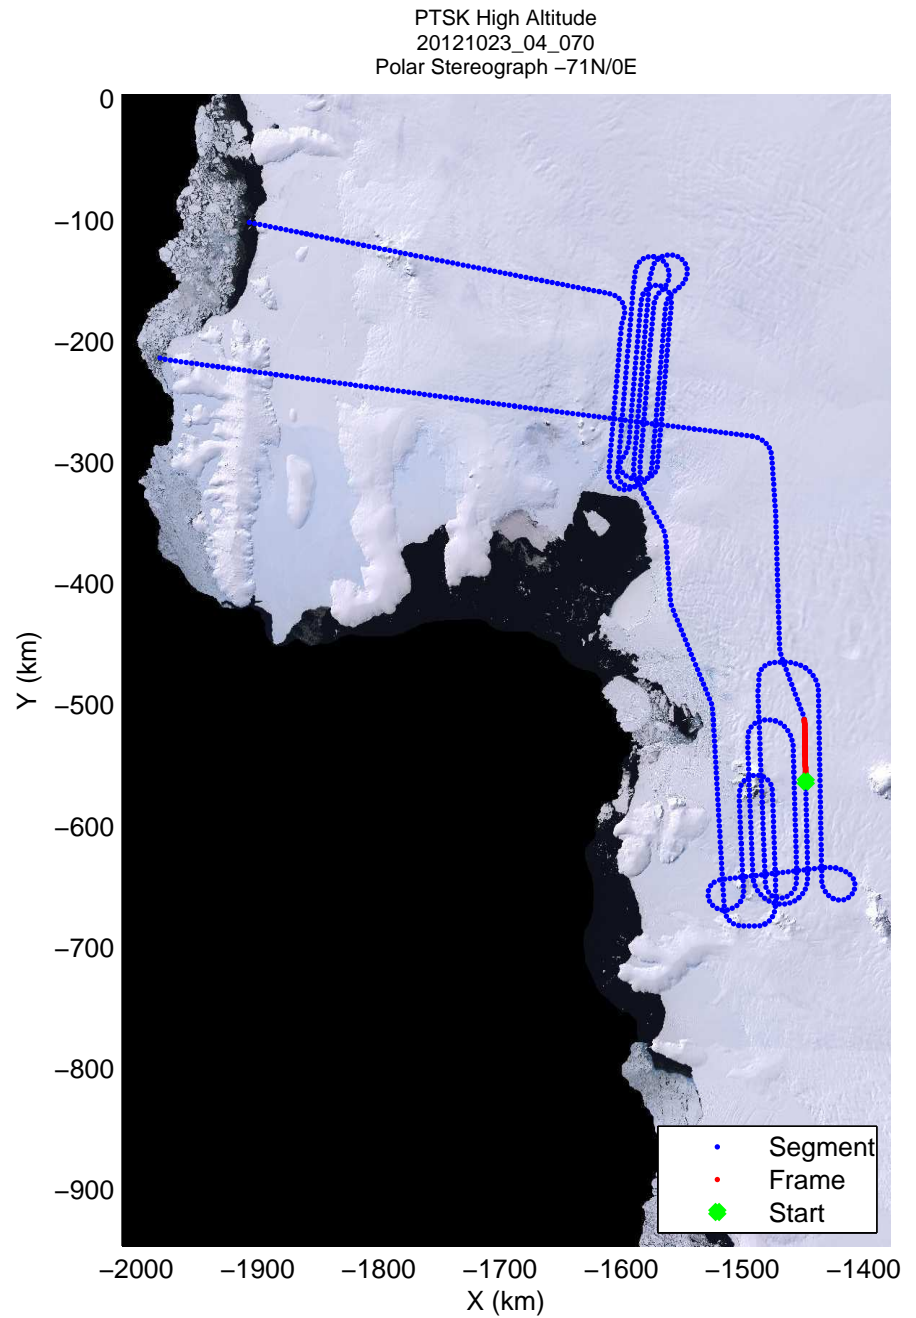 PTSK High Altitude
20121023_04_070
Polar Stereograph −71N/0E
0
−100
−200
−300
−400
−500
−600
−700
−800
−900
Y (km)
Segment
Frame
Start
−2000 −1900 −1800 −1700 −1600 −1500 −1400
X (km)